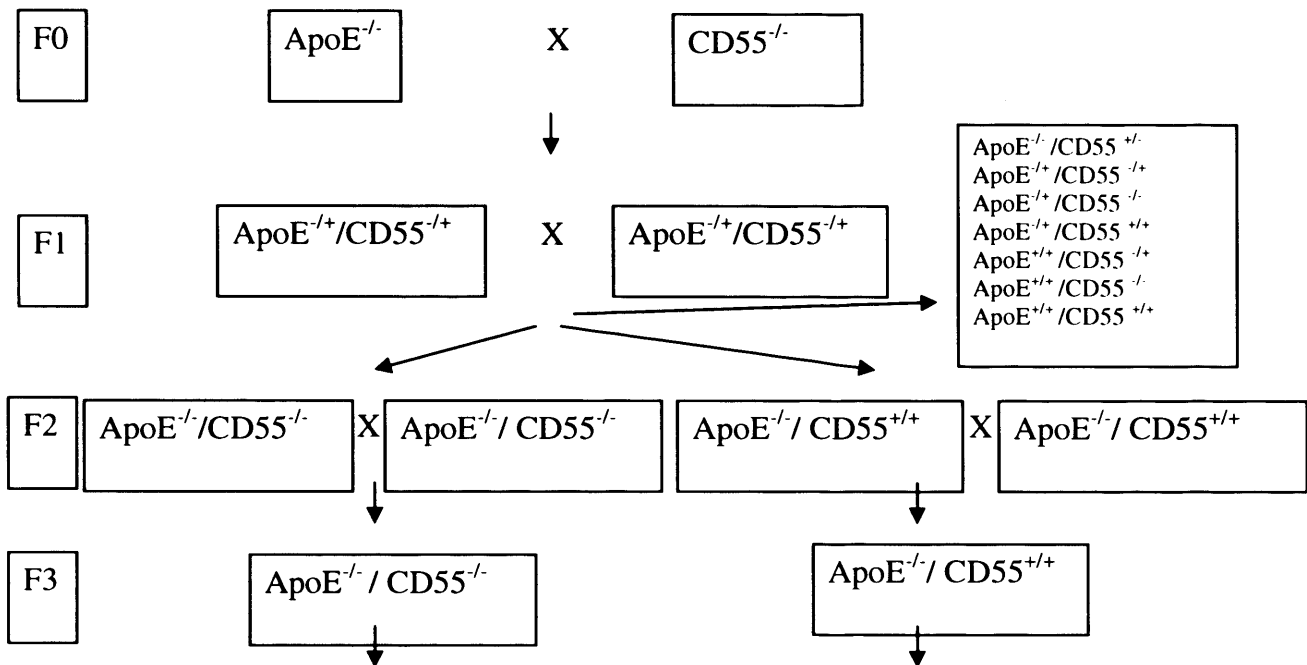 F0 ApoE⁻/⁻ X CD55⁻/⁻
ApoE⁻/⁻ /CD55 ⁺/⁻
ApoE⁻/⁺ /CD55 ⁻/⁺
ApoE⁻/⁺ /CD55 ⁻/⁻
ApoE⁻/⁺ /CD55 ⁺/⁺
ApoE⁺/⁺ /CD55 ⁻/⁺
ApoE⁺/⁺ /CD55 ⁻/⁻
ApoE⁺/⁺ /CD55 ⁺/⁺
F1 ApoE⁻/⁺/CD55⁻/⁺ X ApoE⁻/⁺/CD55⁻/⁺
F2 ApoE⁻/⁻/CD55⁻/⁻ X ApoE⁻/⁻/ CD55⁻/⁻ ApoE⁻/⁻/ CD55⁺/⁺ X ApoE⁻/⁻/ CD55⁺/⁺
F3 ApoE⁻/⁻/ CD55⁻/⁻ ApoE⁻/⁻/ CD55⁺/⁺